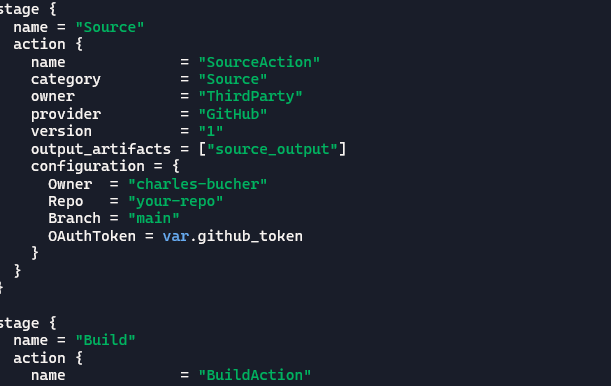 stage {
  name = "Source"
  action {
    name             = "SourceAction"
    category         = "Source"
    owner            = "ThirdParty"
    provider         = "GitHub"
    version          = "1"
    output_artifacts = ["source_output"]
    configuration = {
      Owner  = "charles-bucher"
      Repo   = "your-repo"
      Branch = "main"
      OAuthToken = var.github_token
    }
  }
}
stage {
  name = "Build"
  action {
    name             = "BuildAction"